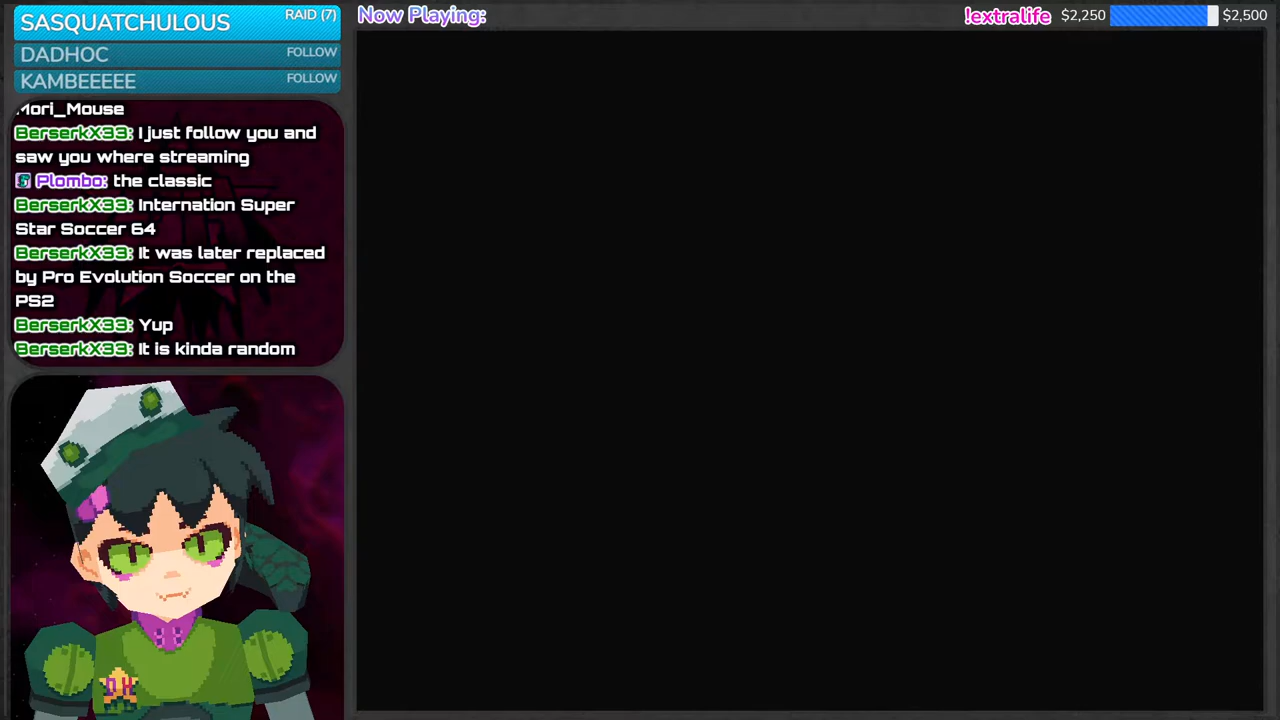 SASQUATCHULOUS RAID (7)
DADHOC FOLLOW
KAMBEEEEE FOLLOW
Mori_Mouse
BerserkX33: I just follow you and
saw you where streaming
Plombo: the classic
BerserkX33: Internation Super
Star Soccer 64
BerserkX33: It was later replaced
by Pro Evolution Soccer on the
PS2
BerserkX33: Yup
BerserkX33: It is kinda random
Now Playing:
!extralife $2,250 $2,500